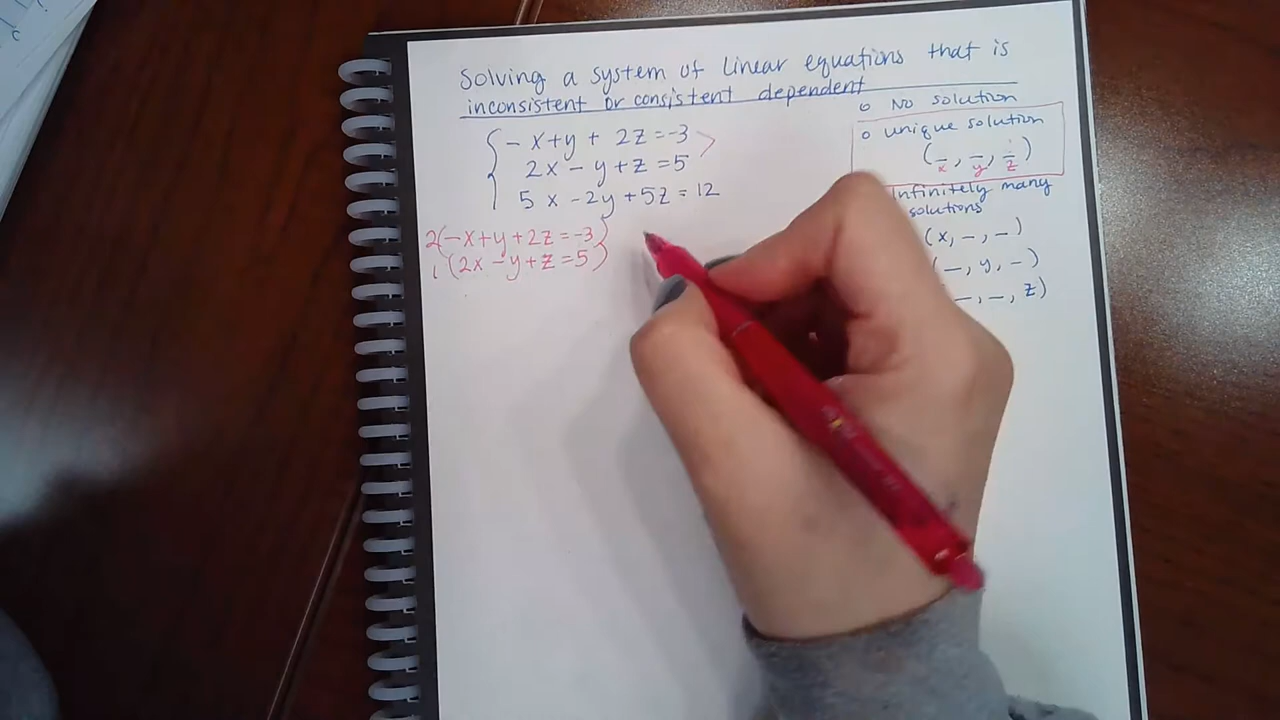 Solving a system of linear equations that is
inconsistent or consistent dependent
- x + y + 2z = -3
2x - y + z = 5
5x - 2y + 5z = 12
2(-x + y + 2z = -3)
1(2x - y + z = 5)
o No solution
o unique solution
(_, _, _)
x y z
Infinitely many
solutions
(x, -, -)
(_, y, -)
_, -, z)